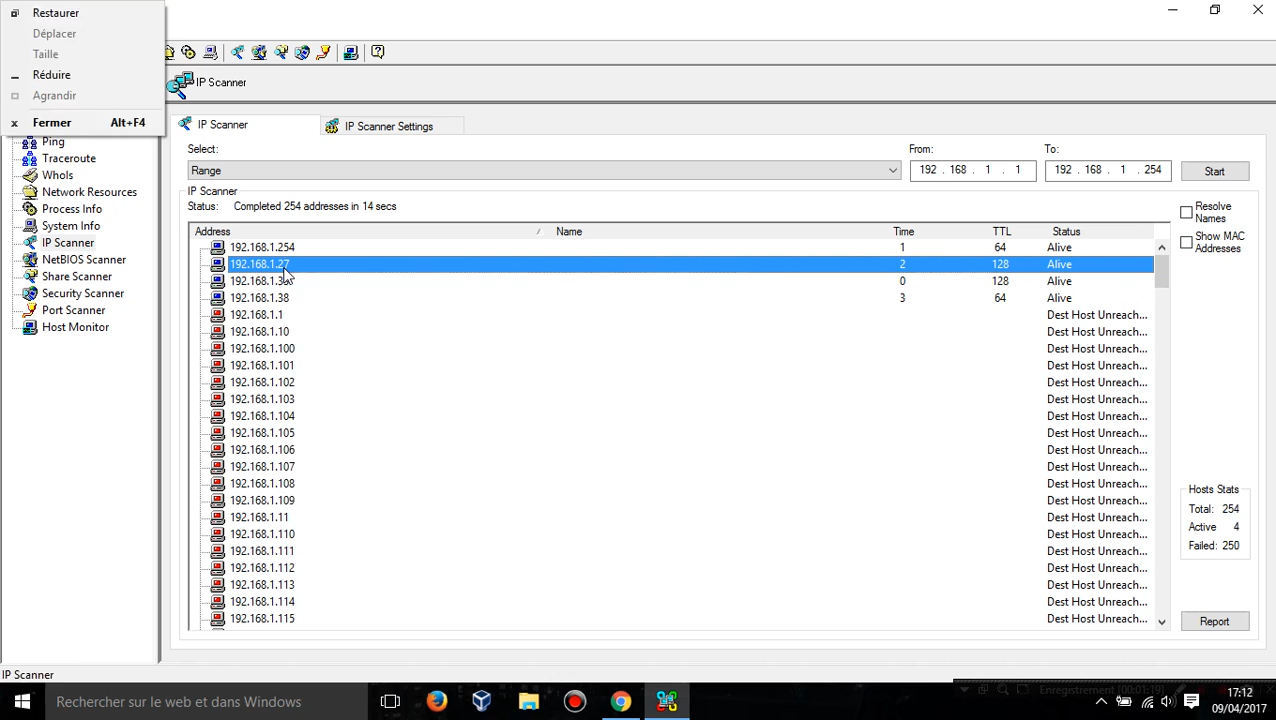 Restaurer
Déplacer
Taille
Réduire
Agrandir
x Fermer Alt+F4
IP Scanner
Ping
Traceroute
WhoIs
Network Resources
Process Info
System Info
IP Scanner
NetBIOS Scanner
Share Scanner
Security Scanner
Port Scanner
Host Monitor
IP Scanner
IP Scanner Settings
Select:
From:
To:
Range
192 . 168 . 1 . 1
192 . 168 . 1 . 254
Start
IP Scanner
Status: Completed 254 addresses in 14 secs
Resolve Names
Show MAC Addresses
Address Name Time TTL Status
192.168.1.254 1 64 Alive
192.168.1.27 2 128 Alive
0 128 Alive
192.168.1.38 3 64 Alive
192.168.1.1 Dest Host Unreach...
192.168.1.10 Dest Host Unreach...
192.168.1.100 Dest Host Unreach...
192.168.1.101 Dest Host Unreach...
192.168.1.102 Dest Host Unreach...
192.168.1.103 Dest Host Unreach...
192.168.1.104 Dest Host Unreach...
192.168.1.105 Dest Host Unreach...
192.168.1.106 Dest Host Unreach...
192.168.1.107 Dest Host Unreach...
192.168.1.108 Dest Host Unreach...
192.168.1.109 Dest Host Unreach...
192.168.1.11 Dest Host Unreach...
192.168.1.110 Dest Host Unreach...
192.168.1.111 Dest Host Unreach...
192.168.1.112 Dest Host Unreach...
192.168.1.113 Dest Host Unreach...
192.168.1.114 Dest Host Unreach...
192.168.1.115 Dest Host Unreach...
Hosts Stats
Total: 254
Active 4
Failed: 250
Report
IP Scanner
Rechercher sur le web et dans Windows
Enregistrement [00:01:19]
17:12
09/04/2017